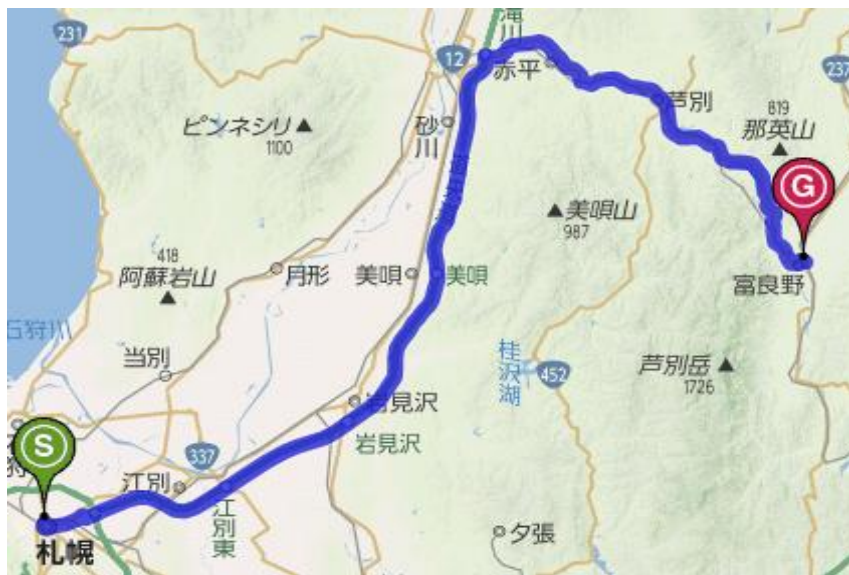 231
12
滝川
赤平
237
芦別
819
那英山
ピンネシリ
1100
砂川
G
美唄山
987
418
阿蘇岩山
月形
美唄
美唄
富良野
石狩川
当別
桂沢湖
452
芦別岳
1726
岩見沢
岩見沢
S
337
江別
江別東
夕張
札幌